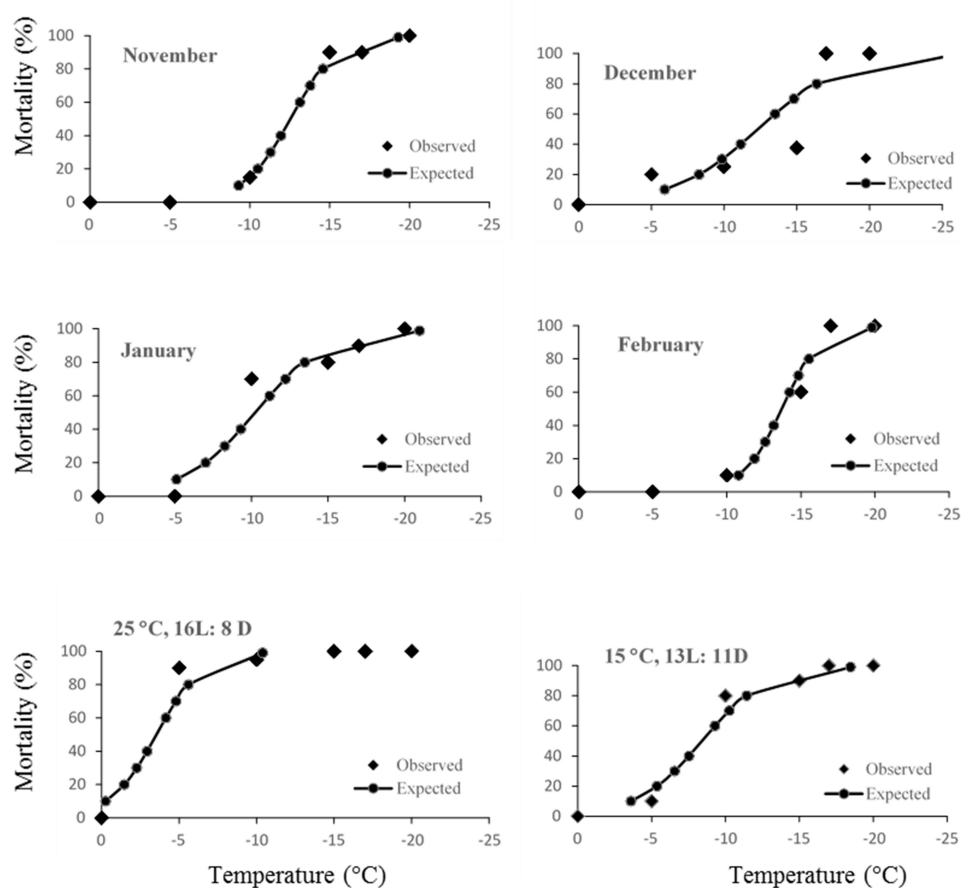 Mortality (%)
100
80
60
40
20
0
0 -5 -10 -15 -20 -25
November
Observed
Expected
100
80
60
40
20
0
0 -5 -10 -15 -20 -25
December
Observed
Expected
Mortality (%)
100
80
60
40
20
0
0 -5 -10 -15 -20 -25
January
Observed
Expected
100
80
60
40
20
0
0 -5 -10 -15 -20 -25
February
Observed
Expected
Mortality (%)
25 °C, 16L: 8 D
100
80
60
40
20
0
0 -5 -10 -15 -20 -25
Observed
Expected
Temperature (°C)
15 °C, 13L: 11D
100
80
60
40
20
0
0 -5 -10 -15 -20 -25
Observed
Expected
Temperature (°C)